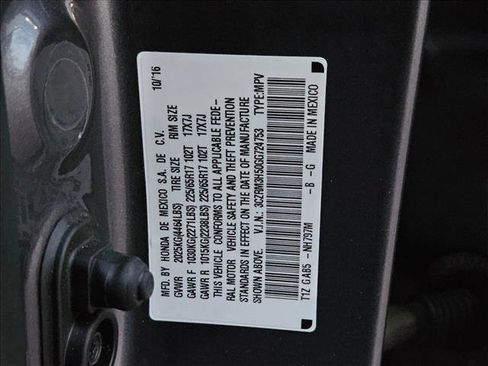 MFD. BY HONDA DE MEXICO S.A. DE C.V. 10/16
GVWR 2025KG(4464LBS) TIRE SIZE RIM SIZE
GAWR F 1030KG(2271LBS) 225/65R17 102T 17X7J
GAWR R 1015KG(2238LBS) 225/65R17 102T 17X7J
THIS VEHICLE CONFORMS TO ALL APPLICABLE FEDE-
RAL MOTOR VEHICLE SAFETY AND THEFT PREVENTION
STANDARDS IN EFFECT ON THE DATE OF MANUFACTURE
SHOWN ABOVE. V.I.N.: 3CZRM3H50GG724753 TYPE:MPV
T1Z GAB5 -NH797M -B -G MADE IN MEXICO